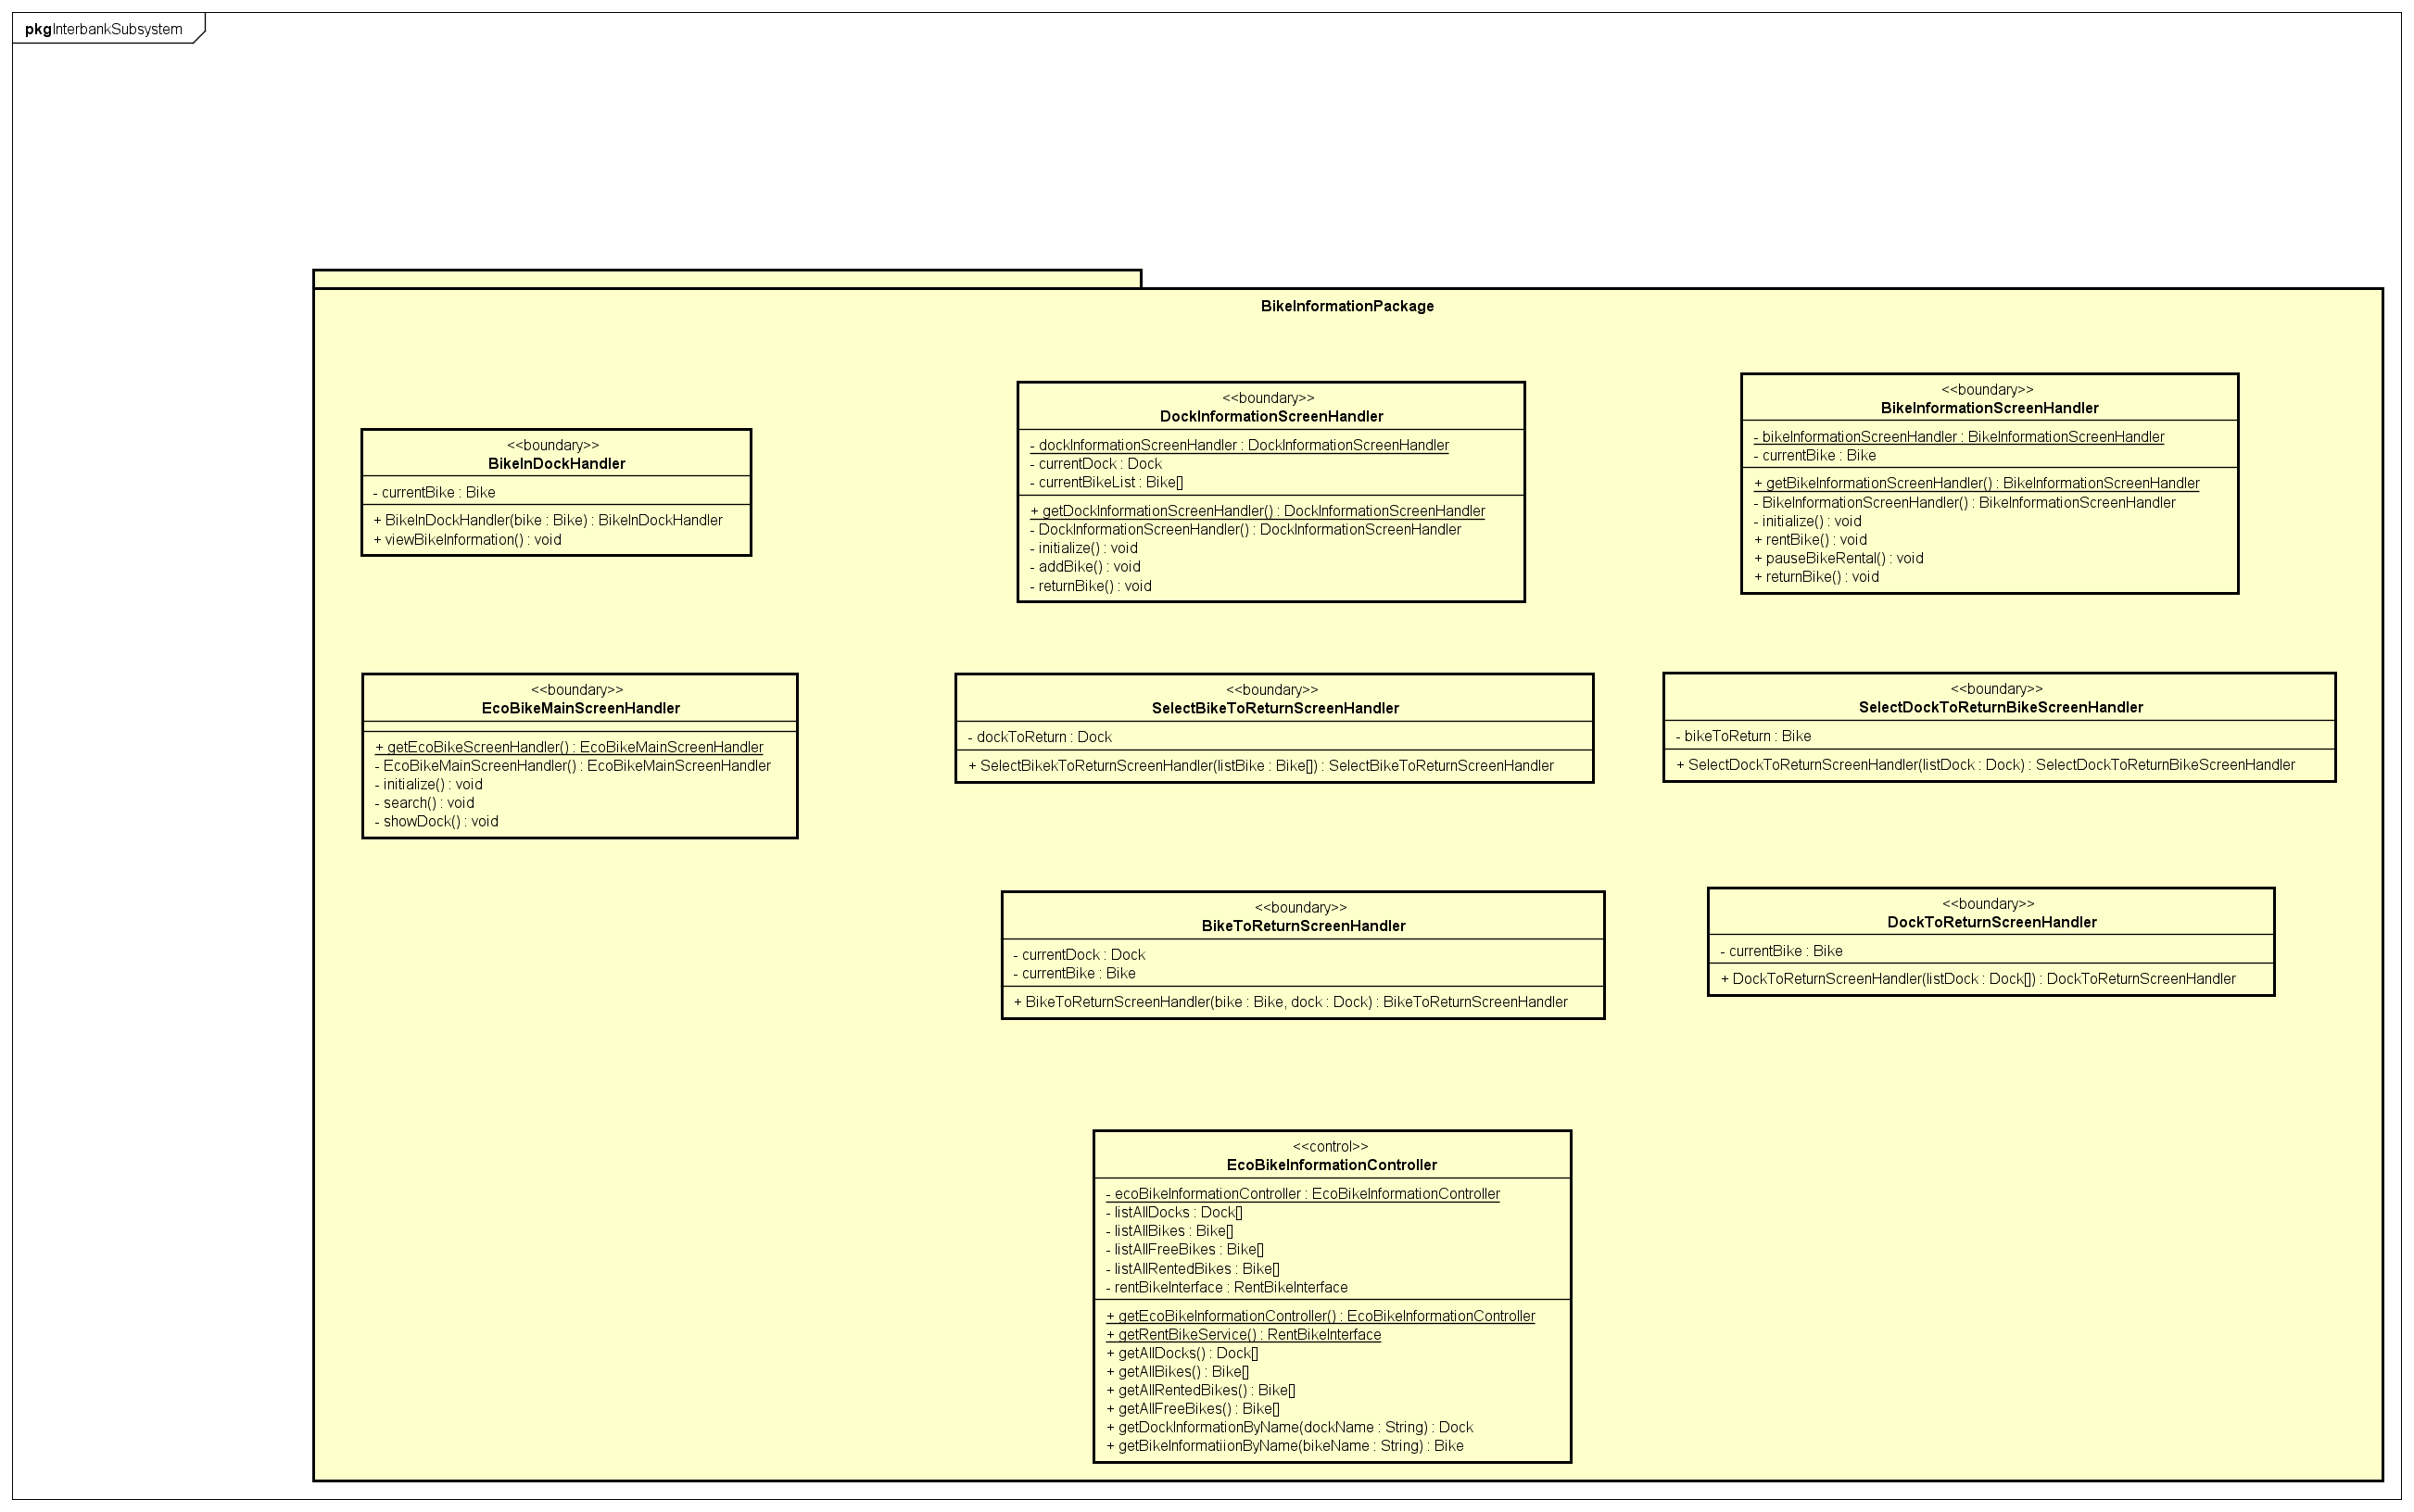 pkgInterbankSubsystem
BikeInformationPackage
<<boundary>>
BikeInDockHandler
- currentBike : Bike
+ BikeInDockHandler(bike : Bike) : BikeInDockHandler
+ viewBikeInformation() : void
<<boundary>>
DockInformationScreenHandler
- dockInformationScreenHandler : DockInformationScreenHandler
- currentDock : Dock
- currentBikeList : Bike[]
+ getDockInformationScreenHandler() : DockInformationScreenHandler
- DockInformationScreenHandler() : DockInformationScreenHandler
- initialize() : void
- addBike() : void
- returnBike() : void
<<boundary>>
BikeInformationScreenHandler
- bikeInformationScreenHandler : BikeInformationScreenHandler
- currentBike : Bike
+ getBikeInformationScreenHandler() : BikeInformationScreenHandler
- BikeInformationScreenHandler() : BikeInformationScreenHandler
- initialize() : void
+ rentBike() : void
+ pauseBikeRental() : void
+ returnBike() : void
<<boundary>>
EcoBikeMainScreenHandler
+ getEcoBikeScreenHandler() : EcoBikeMainScreenHandler
- EcoBikeMainScreenHandler() : EcoBikeMainScreenHandler
- initialize() : void
- search() : void
- showDock() : void
<<boundary>>
SelectBikeToReturnScreenHandler
- dockToReturn : Dock
+ SelectBikekToReturnScreenHandler(listBike : Bike[]) : SelectBikeToReturnScreenHandler
<<boundary>>
SelectDockToReturnBikeScreenHandler
- bikeToReturn : Bike
+ SelectDockToReturnScreenHandler(listDock : Dock) : SelectDockToReturnBikeScreenHandler
<<boundary>>
BikeToReturnScreenHandler
- currentDock : Dock
- currentBike : Bike
+ BikeToReturnScreenHandler(bike : Bike, dock : Dock) : BikeToReturnScreenHandler
<<boundary>>
DockToReturnScreenHandler
- currentBike : Bike
+ DockToReturnScreenHandler(listDock : Dock[]) : DockToReturnScreenHandler
<<control>>
EcoBikeInformationController
- ecoBikeInformationController : EcoBikeInformationController
- listAllDocks : Dock[]
- listAllBikes : Bike[]
- listAllFreeBikes : Bike[]
- listAllRentedBikes : Bike[]
- rentBikeInterface : RentBikeInterface
+ getEcoBikeInformationController() : EcoBikeInformationController
+ getRentBikeService() : RentBikeInterface
+ getAllDocks() : Dock[]
+ getAllBikes() : Bike[]
+ getAllRentedBikes() : Bike[]
+ getAllFreeBikes() : Bike[]
+ getDockInformationByName(dockName : String) : Dock
+ getBikeInformatiionByName(bikeName : String) : Bike